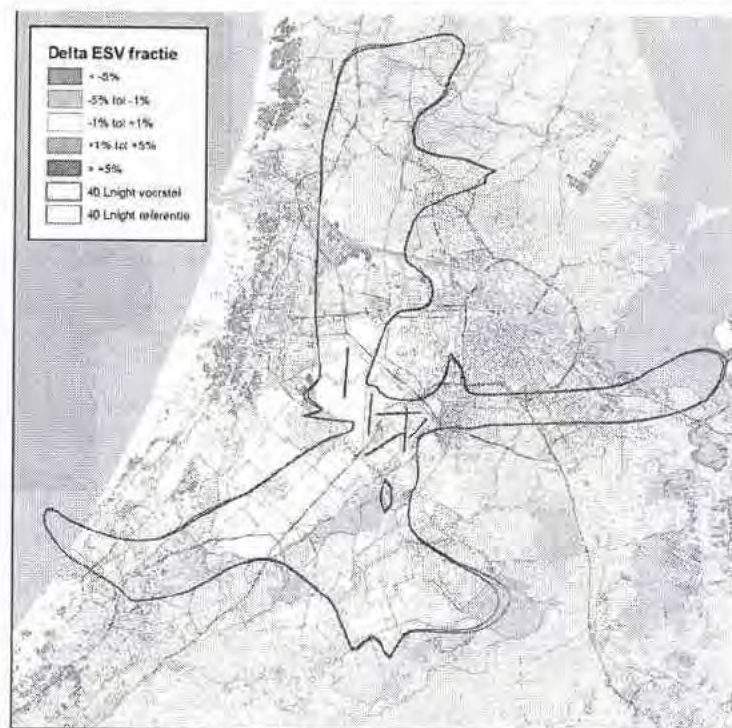 Delta ESV fractie
< -5%
-5% tot -1%
-1% tot +1%
+1% tot +5%
> +5%
40 Lnight voorstel
40 Lnight referentie